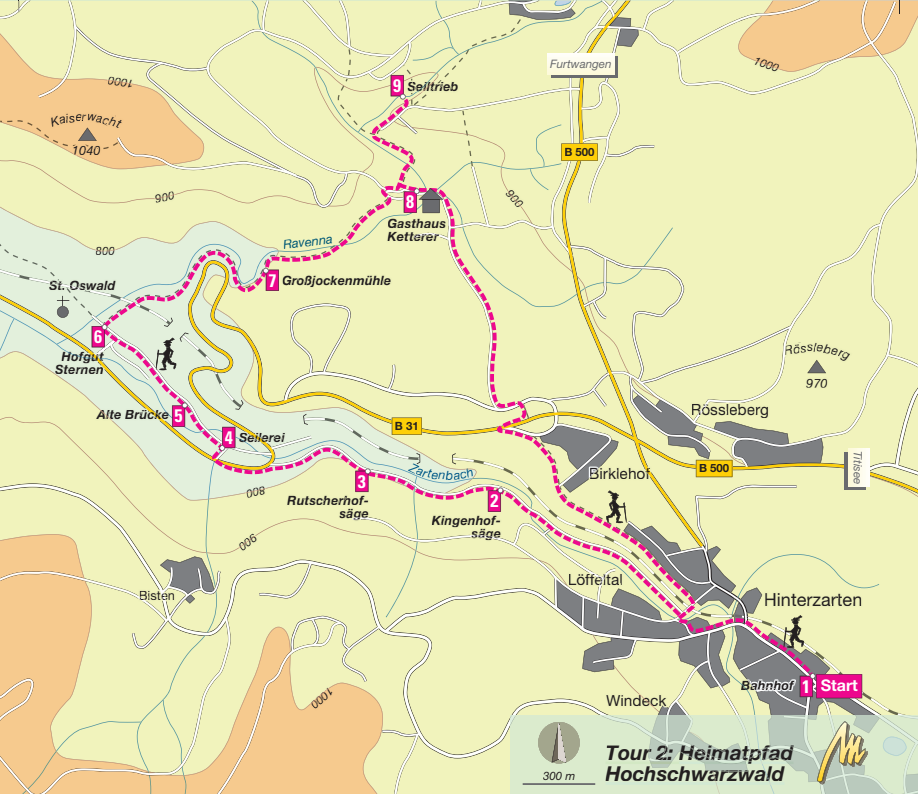 Furtwangen
1000
1000
9 Seiltrieb
Kaiserwacht
1040
B 500
900
900
8
Gasthaus
Ketterer
Ravenna
800
7 Großjockenmühle
St. Oswald
6
Hofgut
Sternen
Rössleberg
970
Alte Brücke 5
4 Seilerei
B 31
Rössleberg
B 500
Titisee
Zartenbach
Birklehof
3
Rutscherhof-
säge
2
Kingenhof-
säge
800
900
Bisten
Löffeltal
Hinterzarten
1000
Bahnhof 1 Start
Windeck
300 m
Tour 2: Heimatpfad
Hochschwarzwald